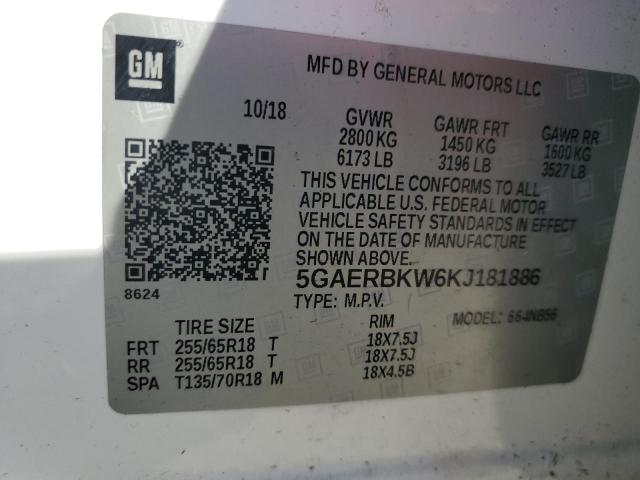 GM
MFD BY GENERAL MOTORS LLC
10/18
GVWR GAWR FRT GAWR RR
2800 KG 1450 KG 1600 KG
6173 LB 3196 LB 3527 LB
THIS VEHICLE CONFORMS TO ALL
APPLICABLE U.S. FEDERAL MOTOR
VEHICLE SAFETY STANDARDS IN EFFECT
ON THE DATE OF MANUFACTURE
SHOWN ABOVE.
8624
5GAERBKW6KJ181886
TYPE: M.P.V.
MODEL:
TIRE SIZE RIM
FRT 255/65R18 T 18X7.5J
RR 255/65R18 T 18X7.5J
SPA T135/70R18 M 18X4.5B